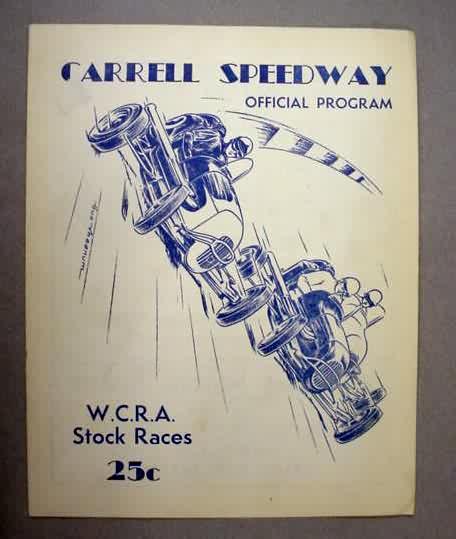 CARRELL SPEEDWAY
OFFICIAL PROGRAM
W.C.R.A.
Stock Races
25c